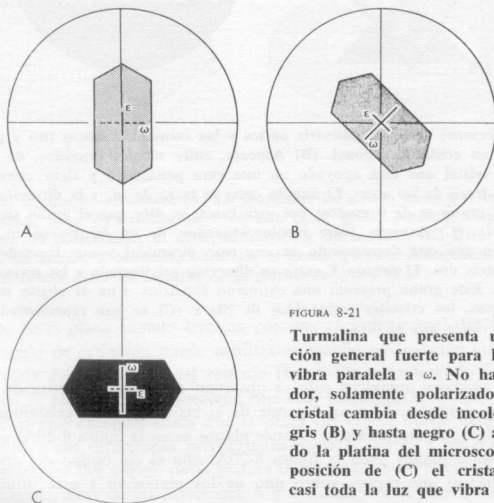 A
ε
ω
B
ε
ω
C
ω
ε
FIGURA 8-21
Turmalina que presenta u
ción general fuerte para l
vibra paralela a ω. No ha
dor, solamente polarizado
cristal cambia desde incol
gris (B) y hasta negro (C) a
do la platina del microsco
posición de (C) el crista
casi toda la luz que vibra